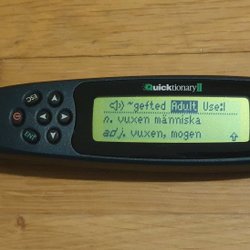 Quicktionary II
~gefted Adult Use:
n. vuxen människa
adj. vuxen, mogen
ESC
ENT